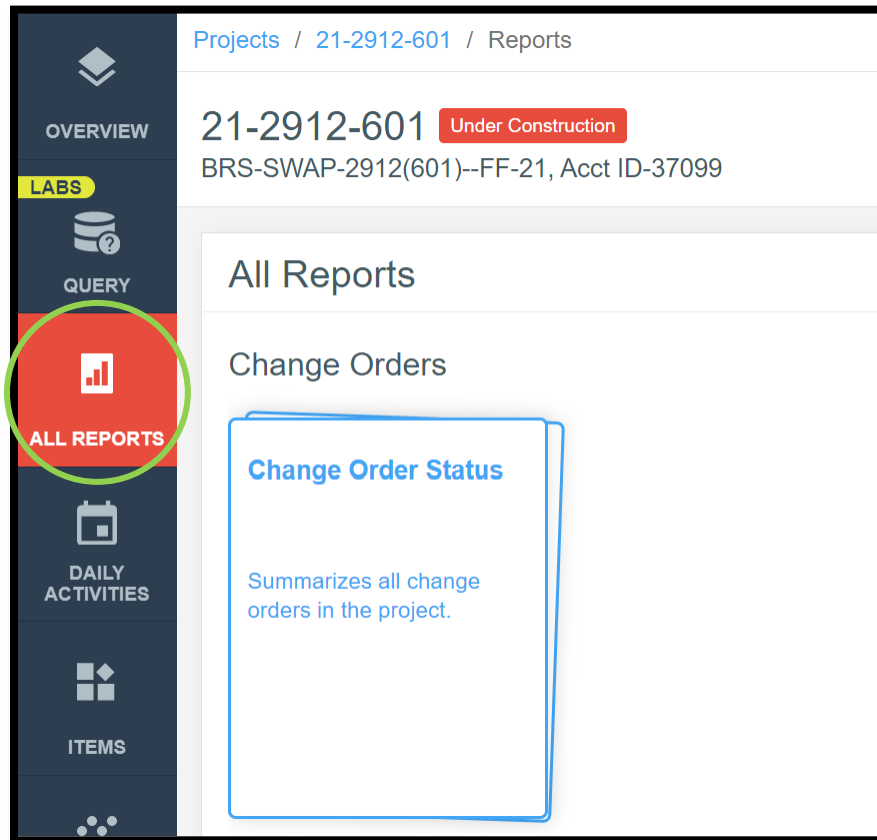 Projects / 21-2912-601 / Reports
OVERVIEW
21-2912-601 Under Construction
BRS-SWAP-2912(601)--FF-21, Acct ID-37099
LABS
QUERY
?
All Reports
Change Orders
ALL REPORTS
Change Order Status
Summarizes all change
orders in the project.
DAILY
ACTIVITIES
ITEMS